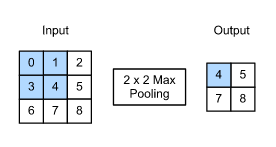 Input
Output
0 1 2
3 4 5
6 7 8
2 x 2 Max
Pooling
4 5
7 8